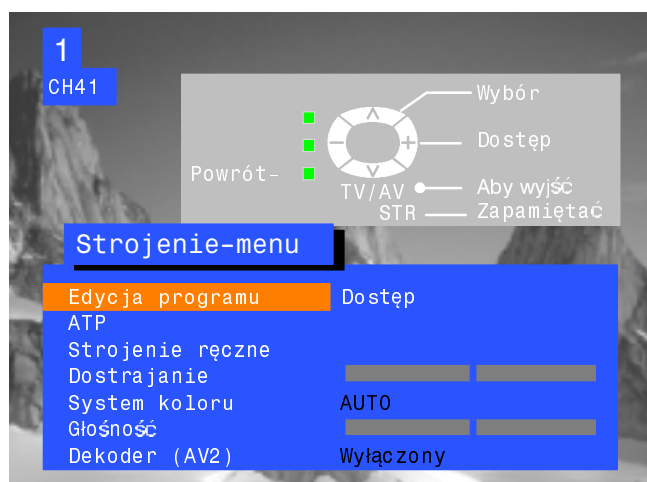 1
CH41
Wybór
Dostęp
Powrót-
TV/AV Aby wyjść
STR Zapamiętać
Strojenie-menu
Edycja programu Dostęp
ATP
Strojenie ręczne
Dostrajanie
System koloru AUTO
Głośność
Dekoder (AV2) Wyłączony